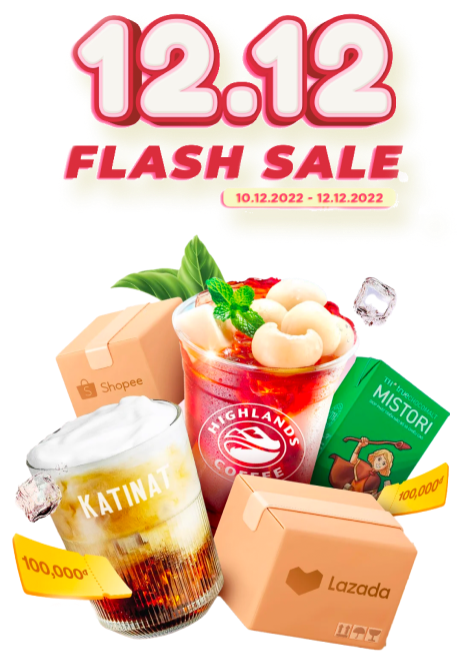 12.12
FLASH SALE
10.12.2022 - 12.12.2022
Shopee
HIGHLANDS
COFFEE
MISTORI
KATINAT
100,000đ
100,000đ
Lazada